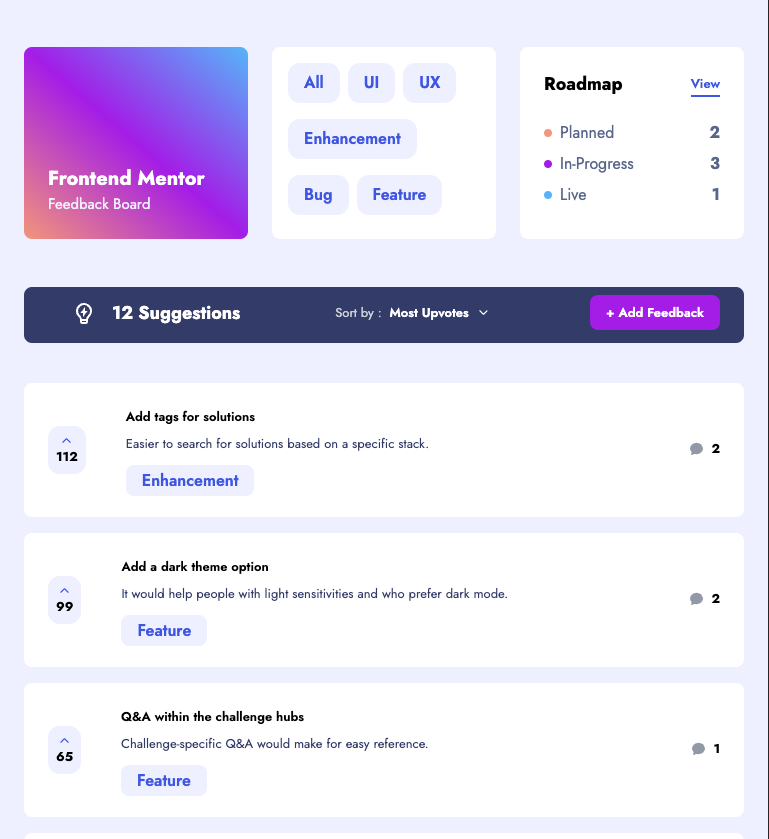 Frontend Mentor
Feedback Board
All UI UX
Enhancement
Bug Feature
Roadmap View
Planned 2
In-Progress 3
Live 1
12 Suggestions Sort by : Most Upvotes + Add Feedback
Add tags for solutions
Easier to search for solutions based on a specific stack.
Enhancement
112
2
Add a dark theme option
It would help people with light sensitivities and who prefer dark mode.
Feature
99
2
Q&A within the challenge hubs
Challenge-specific Q&A would make for easy reference.
Feature
65
1